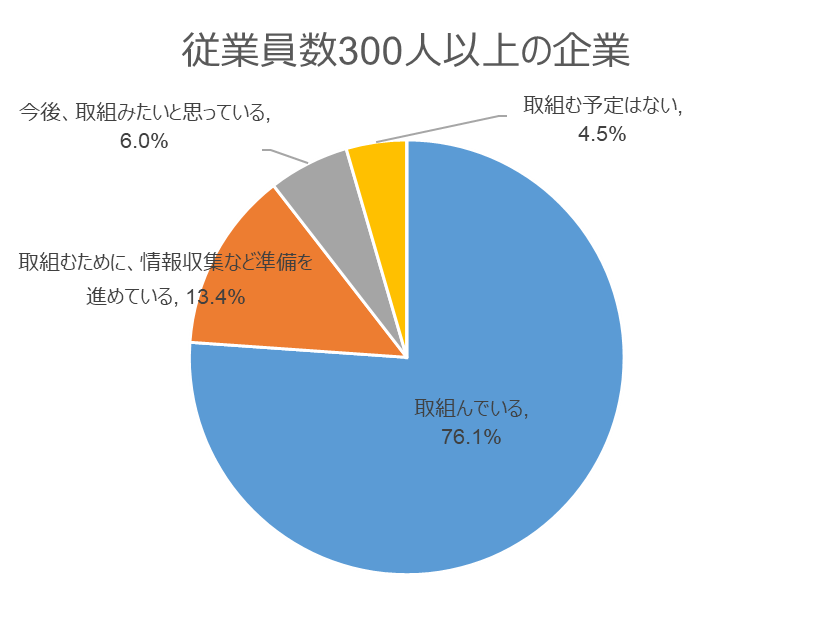 従業員数300人以上の企業
今後、取組みたいと思っている,
6.0%
取組む予定はない,
4.5%
取組むために、情報収集など準備を
進めている, 13.4%
取組んでいる,
76.1%